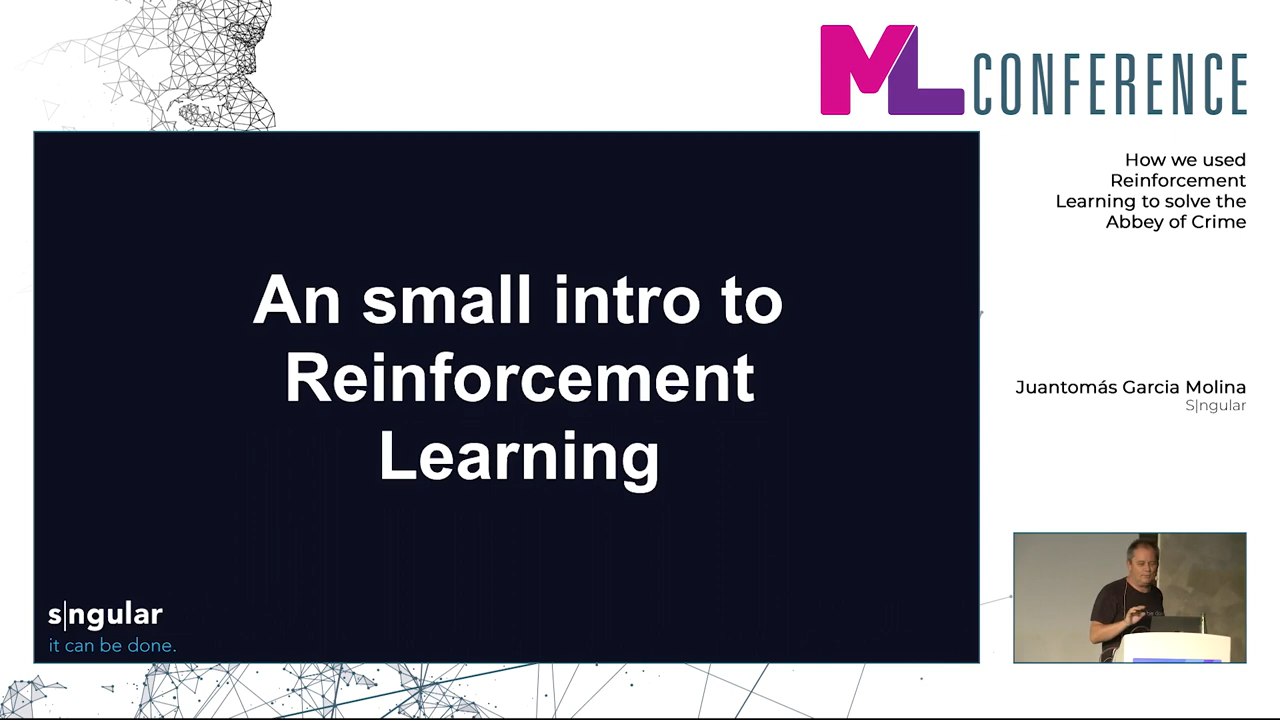 ML CONFERENCE
How we used
Reinforcement
Learning to solve the
Abbey of Crime
An small intro to
Reinforcement
Learning
Juantomás Garcia Molina
S|ngular
s|ngular
it can be done.